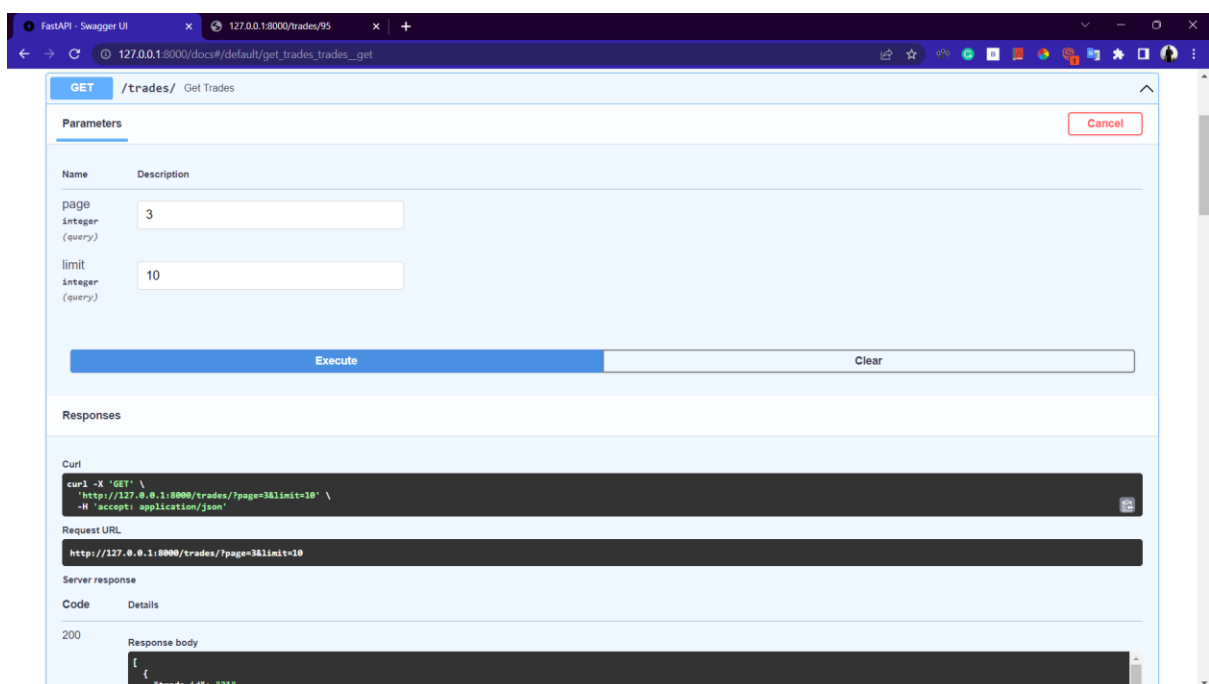 FastAPI - Swagger UI
127.0.0.1:8000/trades/95
127.0.0.1:8000/docs#/default/get_trades_trades__get
GET /trades/ Get Trades
Parameters
Cancel
Name Description
page
integer
(query)
3
limit
integer
(query)
10
Execute
Clear
Responses
Curl
curl -X 'GET' \
'http://127.0.0.1:8000/trades/?page=3&limit=10' \
-H 'accept: application/json'
Request URL
http://127.0.0.1:8000/trades/?page=3&limit=10
Server response
Code Details
200
Response body
[
{
"trade_id": "21",